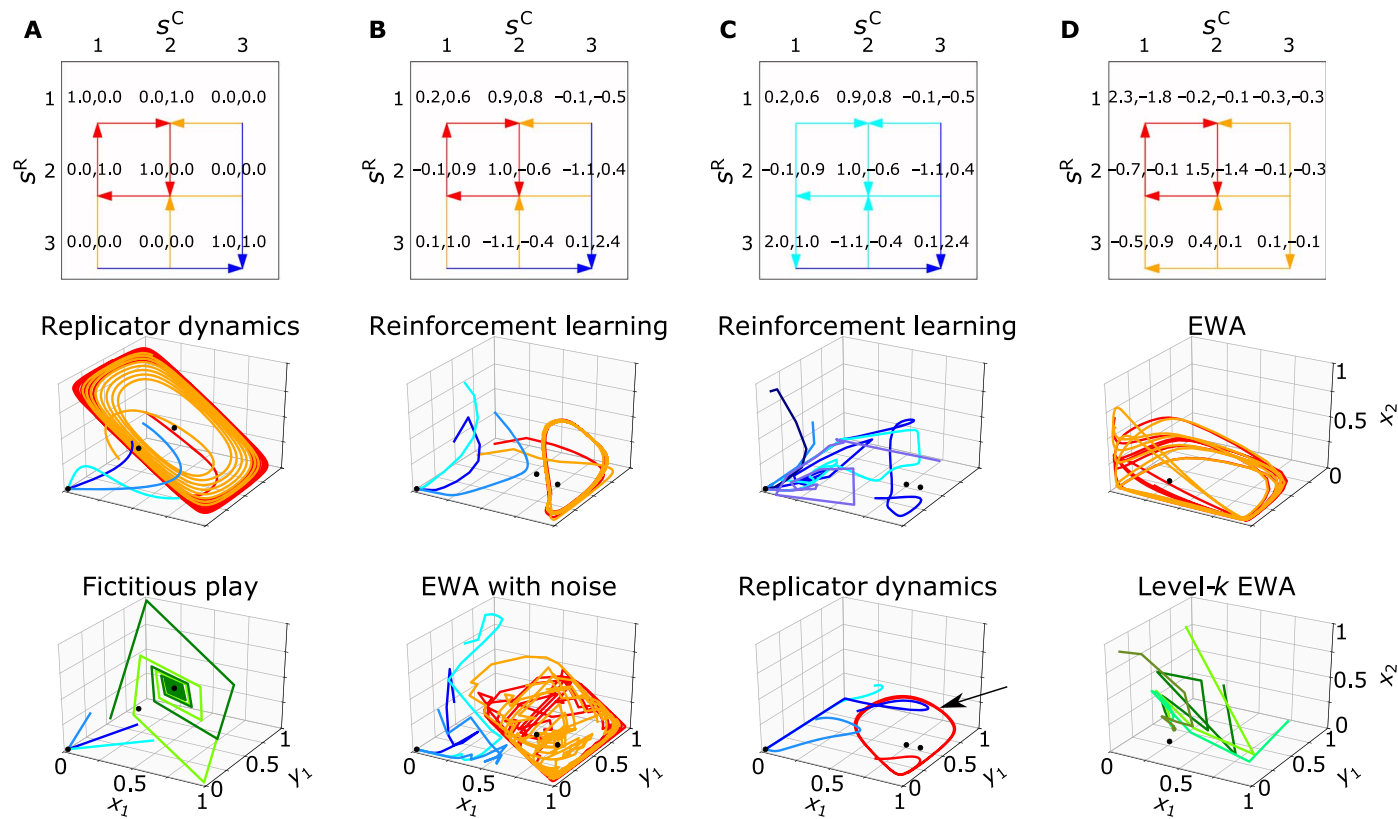 A
s^C
1 2 3
s^R
1 1.0,0.0 0.0,1.0 0.0,0.0
2 0.0,1.0 1.0,0.0 0.0,0.0
3 0.0,0.0 0.0,0.0 1.0,1.0
B
s^C
1 2 3
1 0.2,0.6 0.9,0.8 −0.1,−0.5
2 −0.1,0.9 1.0,−0.6 −1.1,0.4
3 0.1,1.0 −1.1,−0.4 0.1,2.4
s^R
C
s^C
1 2 3
1 0.2,0.6 0.9,0.8 −0.1,−0.5
2 −0.1,0.9 1.0,−0.6 −1.1,0.4
3 2.0,1.0 −1.1,−0.4 0.1,2.4
s^R
D
s^C
1 2 3
1 2.3,−1.8 −0.2,−0.1 −0.3,−0.3
2 −0.7,−0.1 1.5,−1.4 −0.1,−0.3
3 −0.5,0.9 0.4,0.1 0.1,−0.1
s^R
Replicator dynamics
Reinforcement learning
Reinforcement learning
EWA
1
0.5
0
x_2
Fictitious play
0 0.5 1
x_1
0 0.5 1
y_1
EWA with noise
0 0.5 1
x_1
0 0.5 1
y_1
Replicator dynamics
0 0.5 1
x_1
0 0.5 1
y_1
Level-k EWA
0 0.5 1
x_1
0 0.5 1
y_1
1
0.5
0
x_2